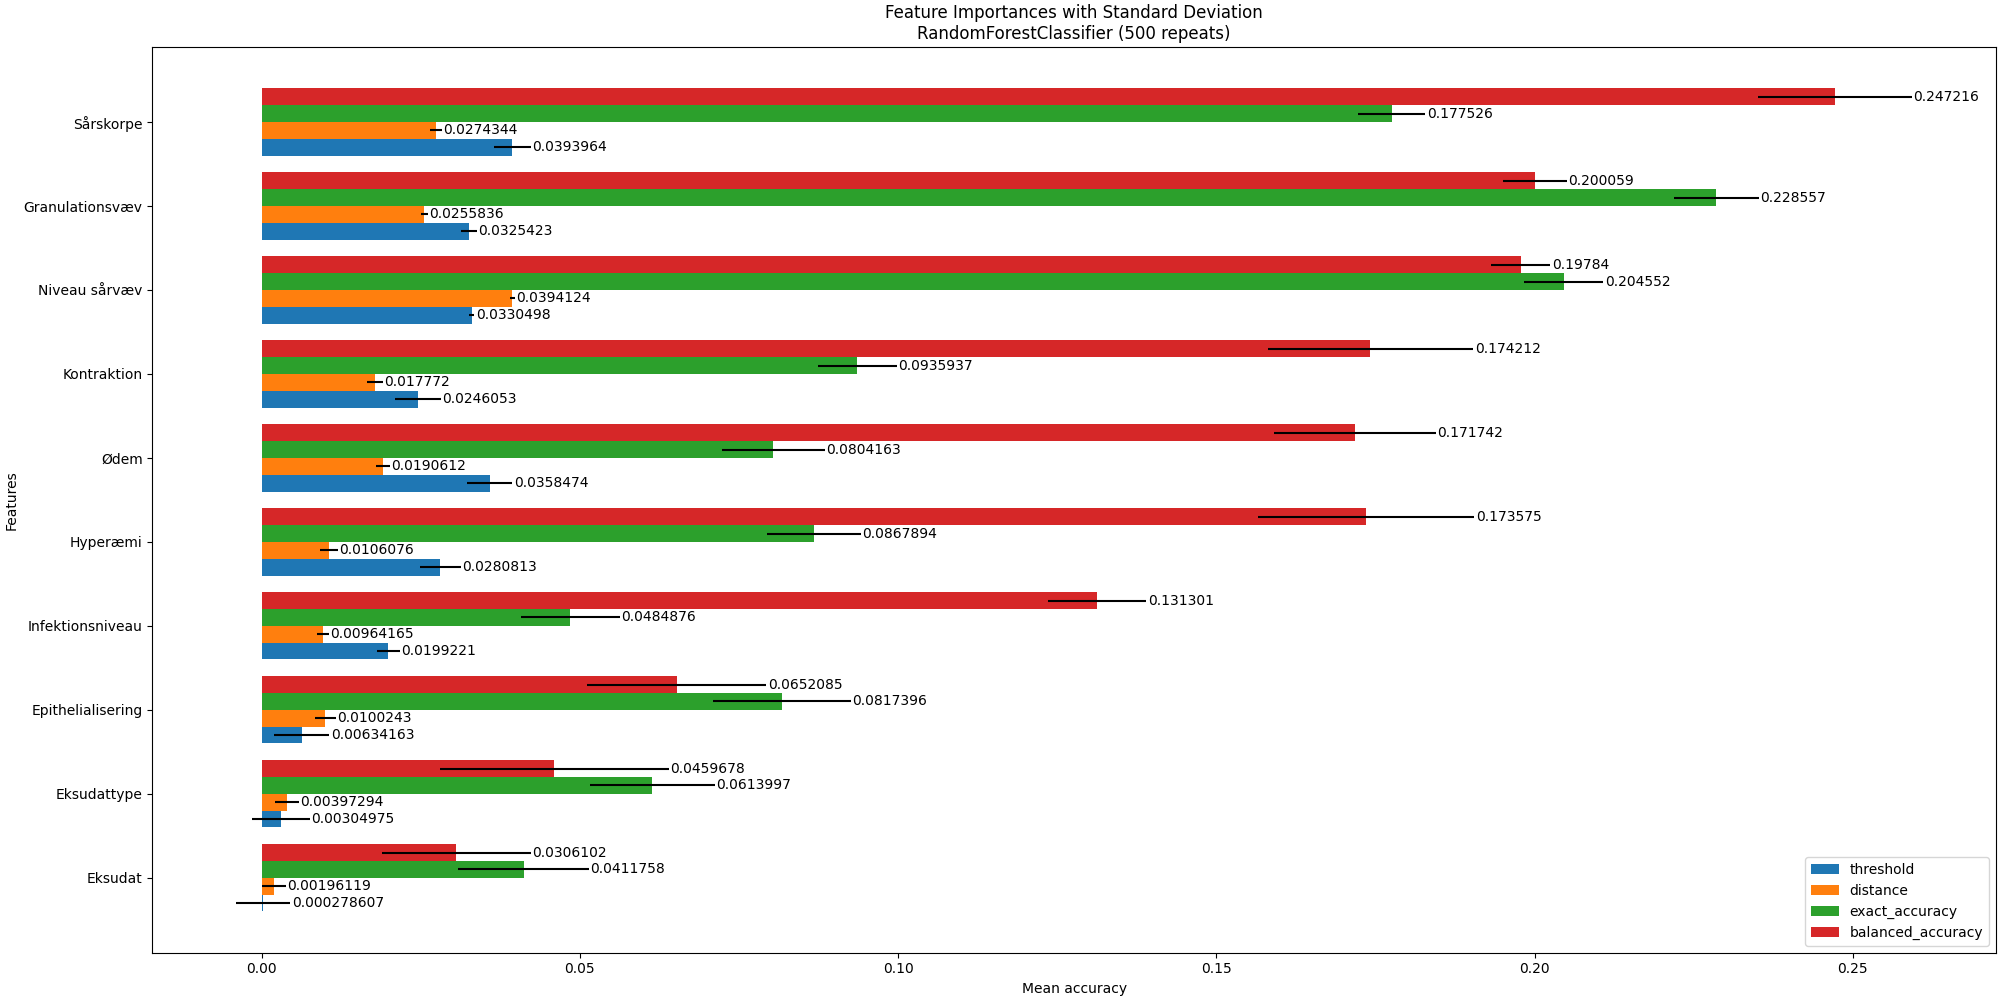 Feature Importances with Standard Deviation
RandomForestClassifier (500 repeats)
Features
Sårskorpe
0.247216
0.177526
0.0274344
0.0393964
Granulationsvæv
0.200059
0.228557
0.0255836
0.0325423
Niveau sårvæv
0.19784
0.204552
0.0394124
0.0330498
Kontraktion
0.174212
0.0935937
0.017772
0.0246053
Ødem
0.171742
0.0804163
0.0190612
0.0358474
Hyperæmi
0.173575
0.0867894
0.0106076
0.0280813
Infektionsniveau
0.131301
0.0484876
0.00964165
0.0199221
Epithelialisering
0.0652085
0.0817396
0.0100243
0.00634163
Eksudattype
0.0459678
0.0613997
0.00397294
0.00304975
Eksudat
0.0306102
0.0411758
0.00196119
0.000278607
threshold
distance
exact_accuracy
balanced_accuracy
0.00 0.05 0.10 0.15 0.20 0.25
Mean accuracy